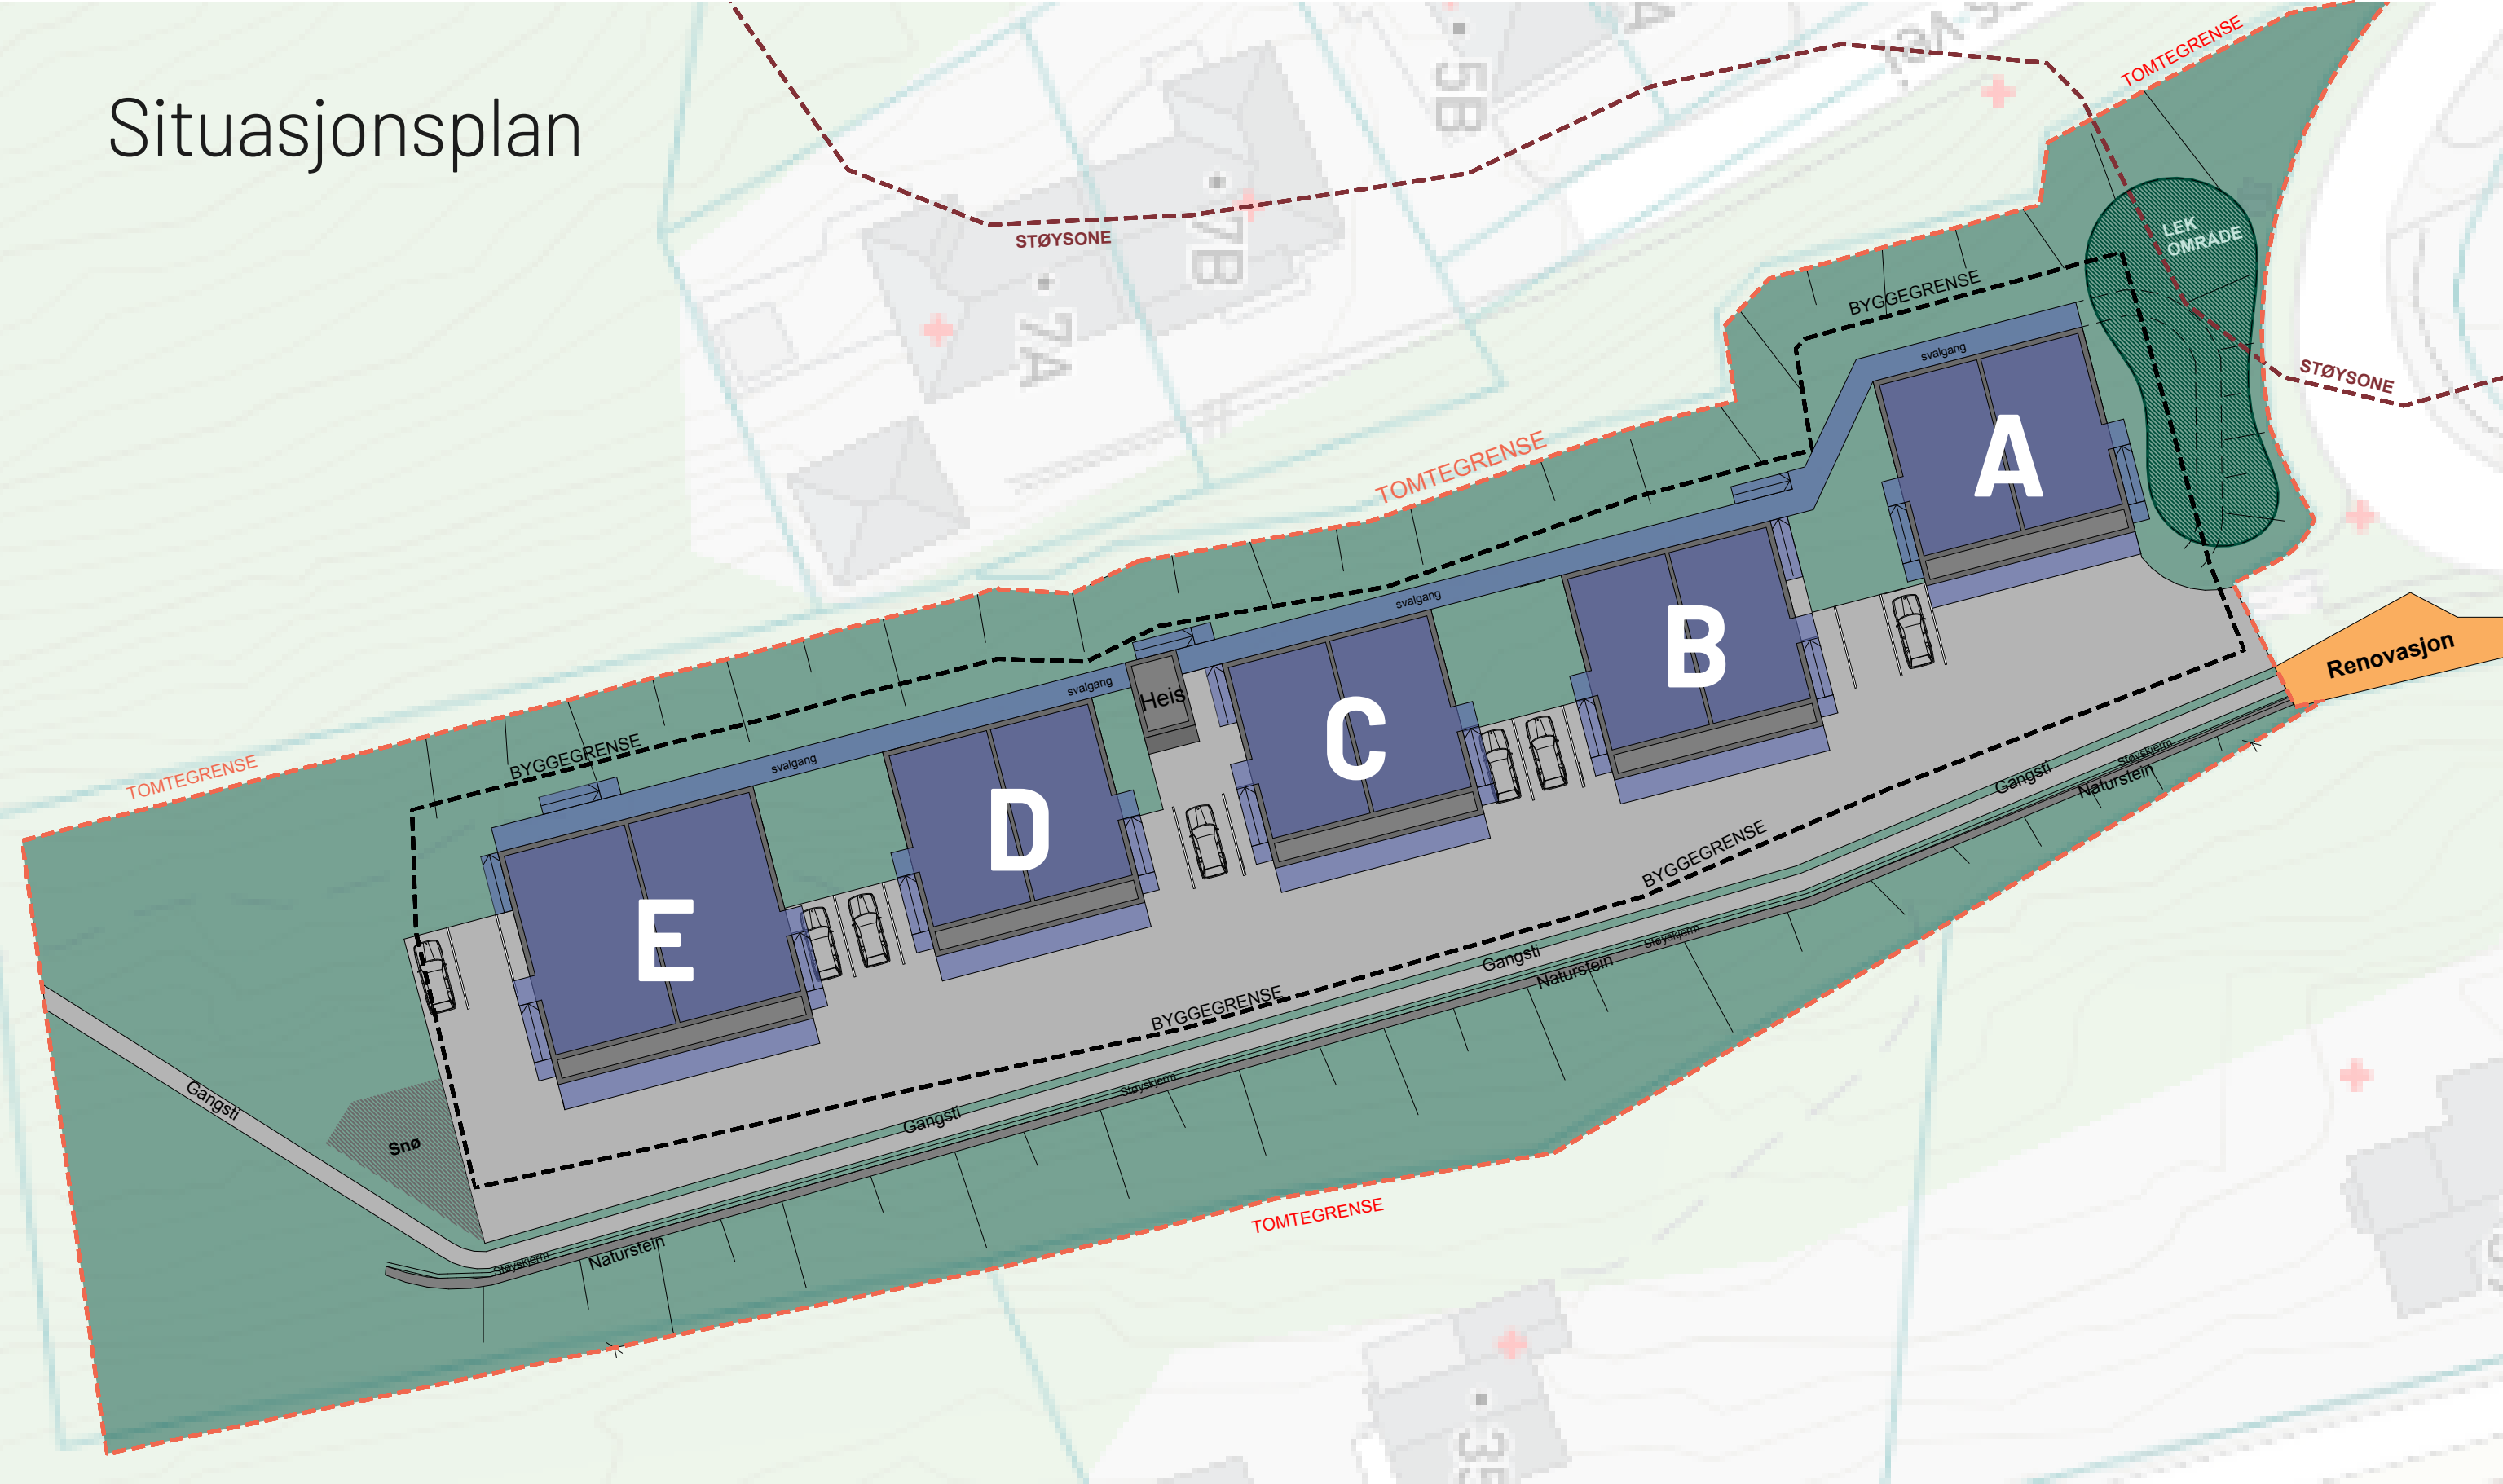 Situasjonsplan
TOMTEGRENSE
5B
STØYSONE
7B
7A
LEK
OMRÅDE
BYGGEGRENSE
svalgang
STØYSONE
A
TOMTEGRENSE
svalgang
B
Renovasjon
svalgang
Heis
C
BYGGEGRENSE
svalgang
TOMTEGRENSE
D
E
Gangsti
Støyskjerm
Naturstein
BYGGEGRENSE
Gangsti
Støyskjerm
Naturstein
BYGGEGRENSE
Gangsti
Støyskjerm
Gangsti
Snø
Støyskjerm
Naturstein
TOMTEGRENSE